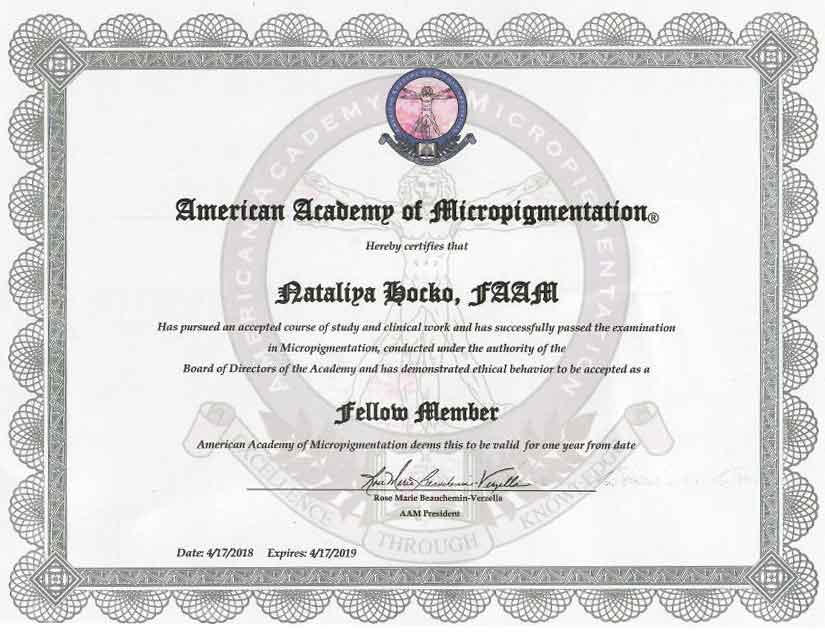 AMERICAN ACADEMY OF MICROPIGMENTATION
American Academy of Micropigmentation®
Hereby certifies that
Nataliya Hocko, FAAM
Has pursued an accepted course of study and clinical work and has successfully passed the examination
in Micropigmentation, conducted under the authority of the
Board of Directors of the Academy and has demonstrated ethical behavior to be accepted as a
Fellow Member
American Academy of Micropigmentation deems this to be valid for one year from date
Rose Marie Beauchemin-Verzella
Rose Marie Beauchemin-Verzella
AAM President
EXCELLENCE THROUGH KNOWLEDGE
Date: 4/17/2018 Expires: 4/17/2019